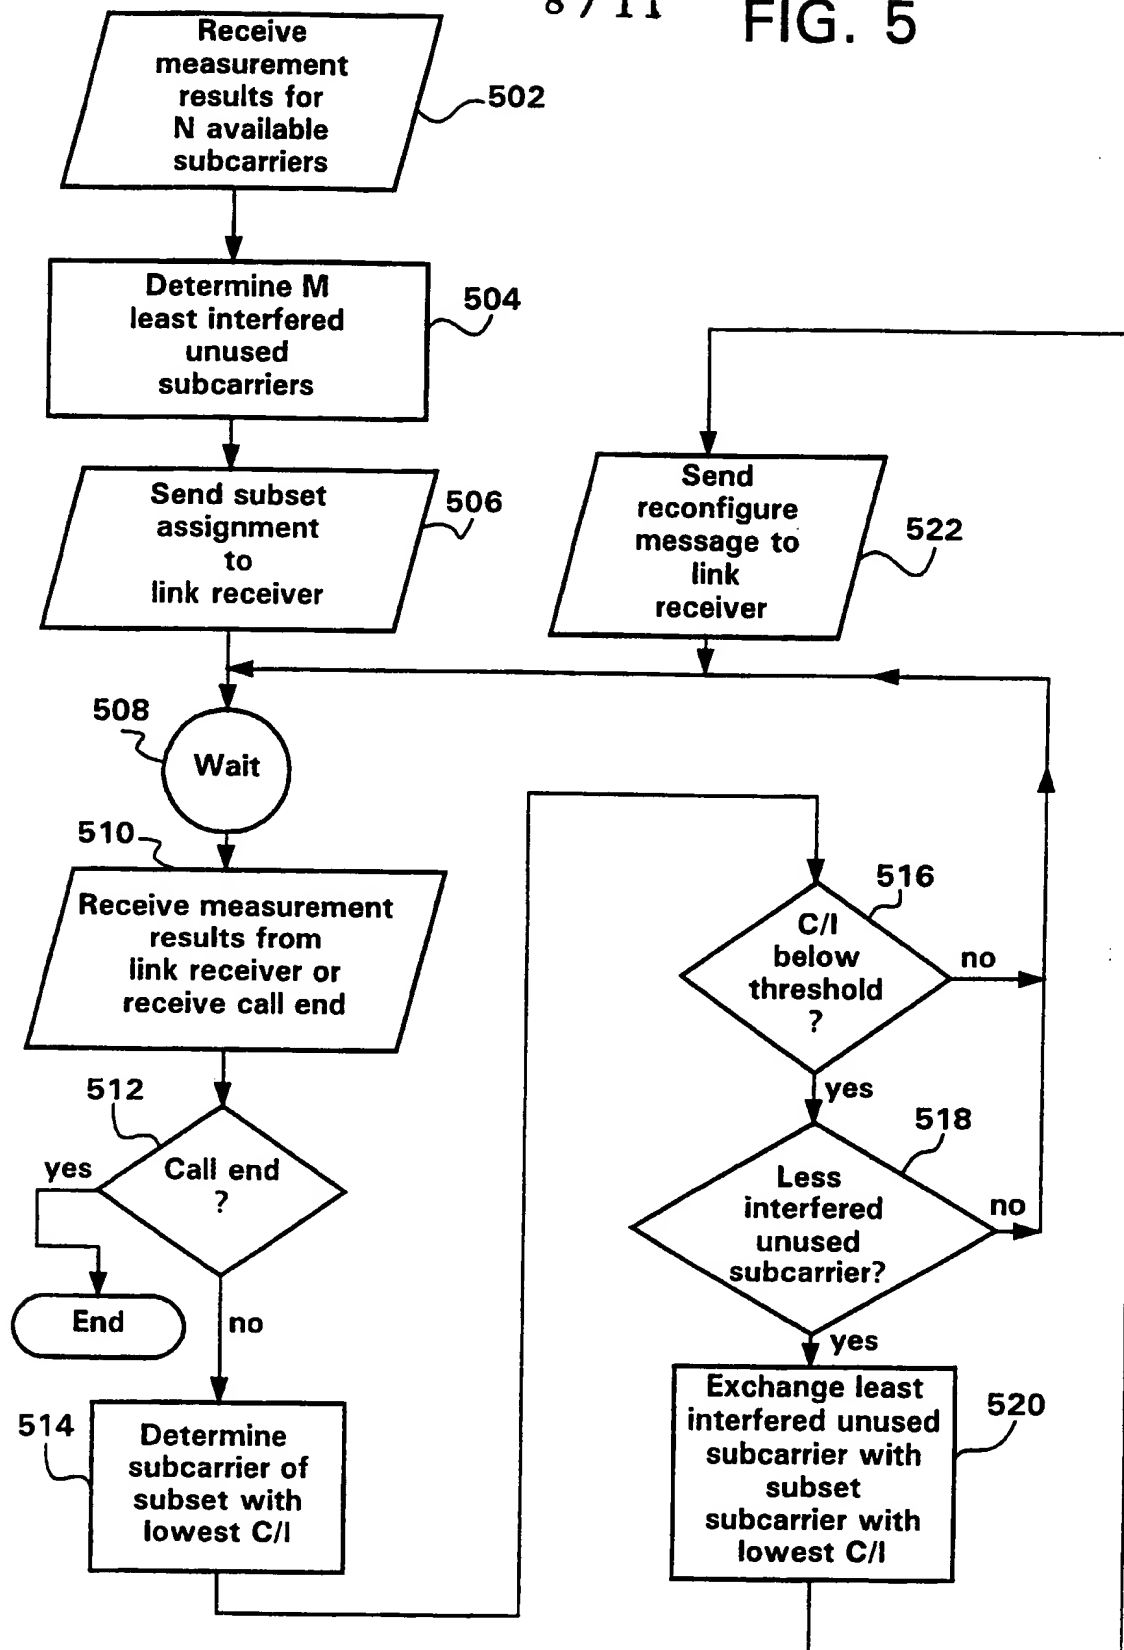 8/11
FIG. 5
Receive
measurement
results for
N available
subcarriers
502
Determine M
least interfered
unused
subcarriers
504
Send subset
assignment
to
link receiver
506
Send
reconfigure
message to
link
receiver
522
508
Wait
510
Receive measurement
results from
link receiver or
receive call end
512
Call end
?
yes
no
End
514
Determine
subcarrier of
subset with
lowest C/I
516
C/I
below
threshold
?
no
yes
518
Less
interfered
unused
subcarrier?
no
yes
Exchange least
interfered unused
subcarrier with
subset
subcarrier with
lowest C/I
520